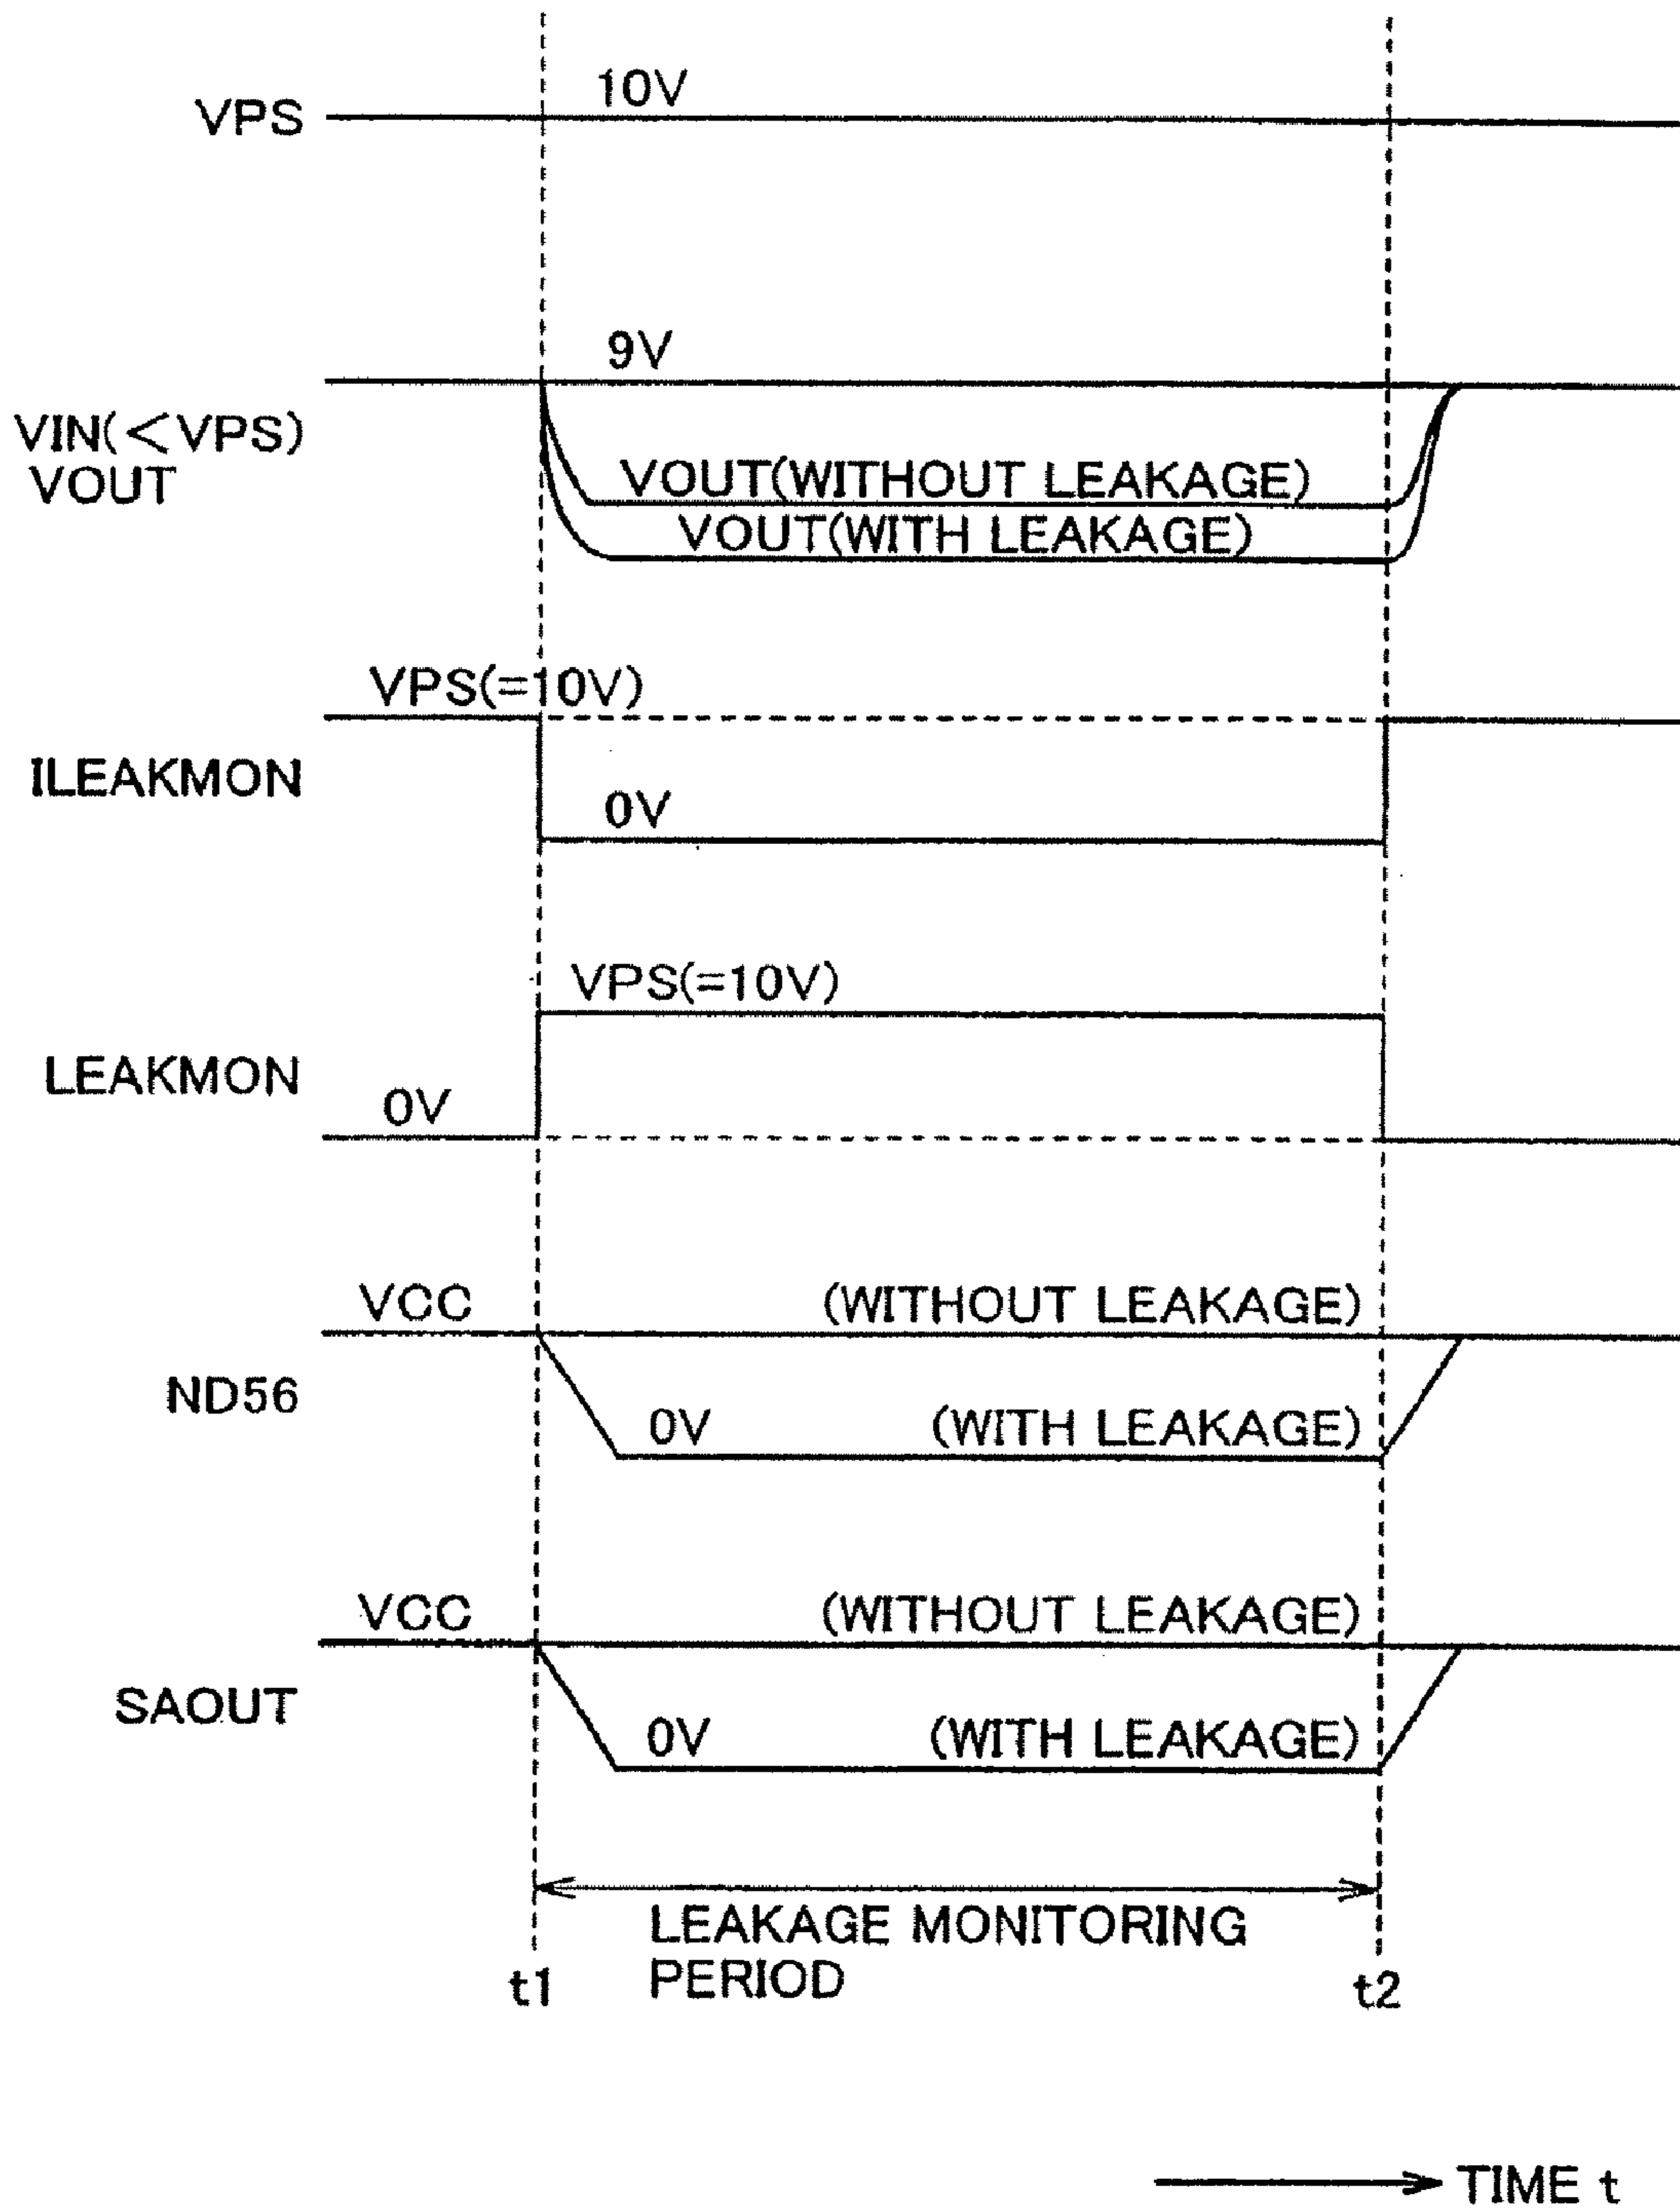 10V
VPS
9V
VIN(<VPS)
VOUT
VOUT(WITHOUT LEAKAGE)
VOUT(WITH LEAKAGE)
VPS(=10V)
ILEAKMON
0V
VPS(=10V)
LEAKMON
0V
VCC
(WITHOUT LEAKAGE)
ND56
0V
(WITH LEAKAGE)
VCC
(WITHOUT LEAKAGE)
SAOUT
0V
(WITH LEAKAGE)
LEAKAGE MONITORING
PERIOD
t1
t2
TIME t